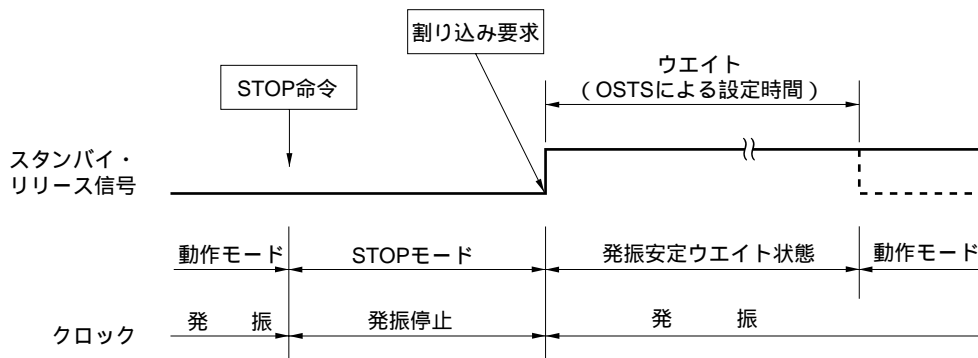 割り込み要求
STOP命令
ウエイト
（OSTSによる設定時間）
スタンバイ・
リリース信号
動作モード
STOPモード
発振安定ウエイト状態
動作モード
クロック
発　振
発振停止
発　振